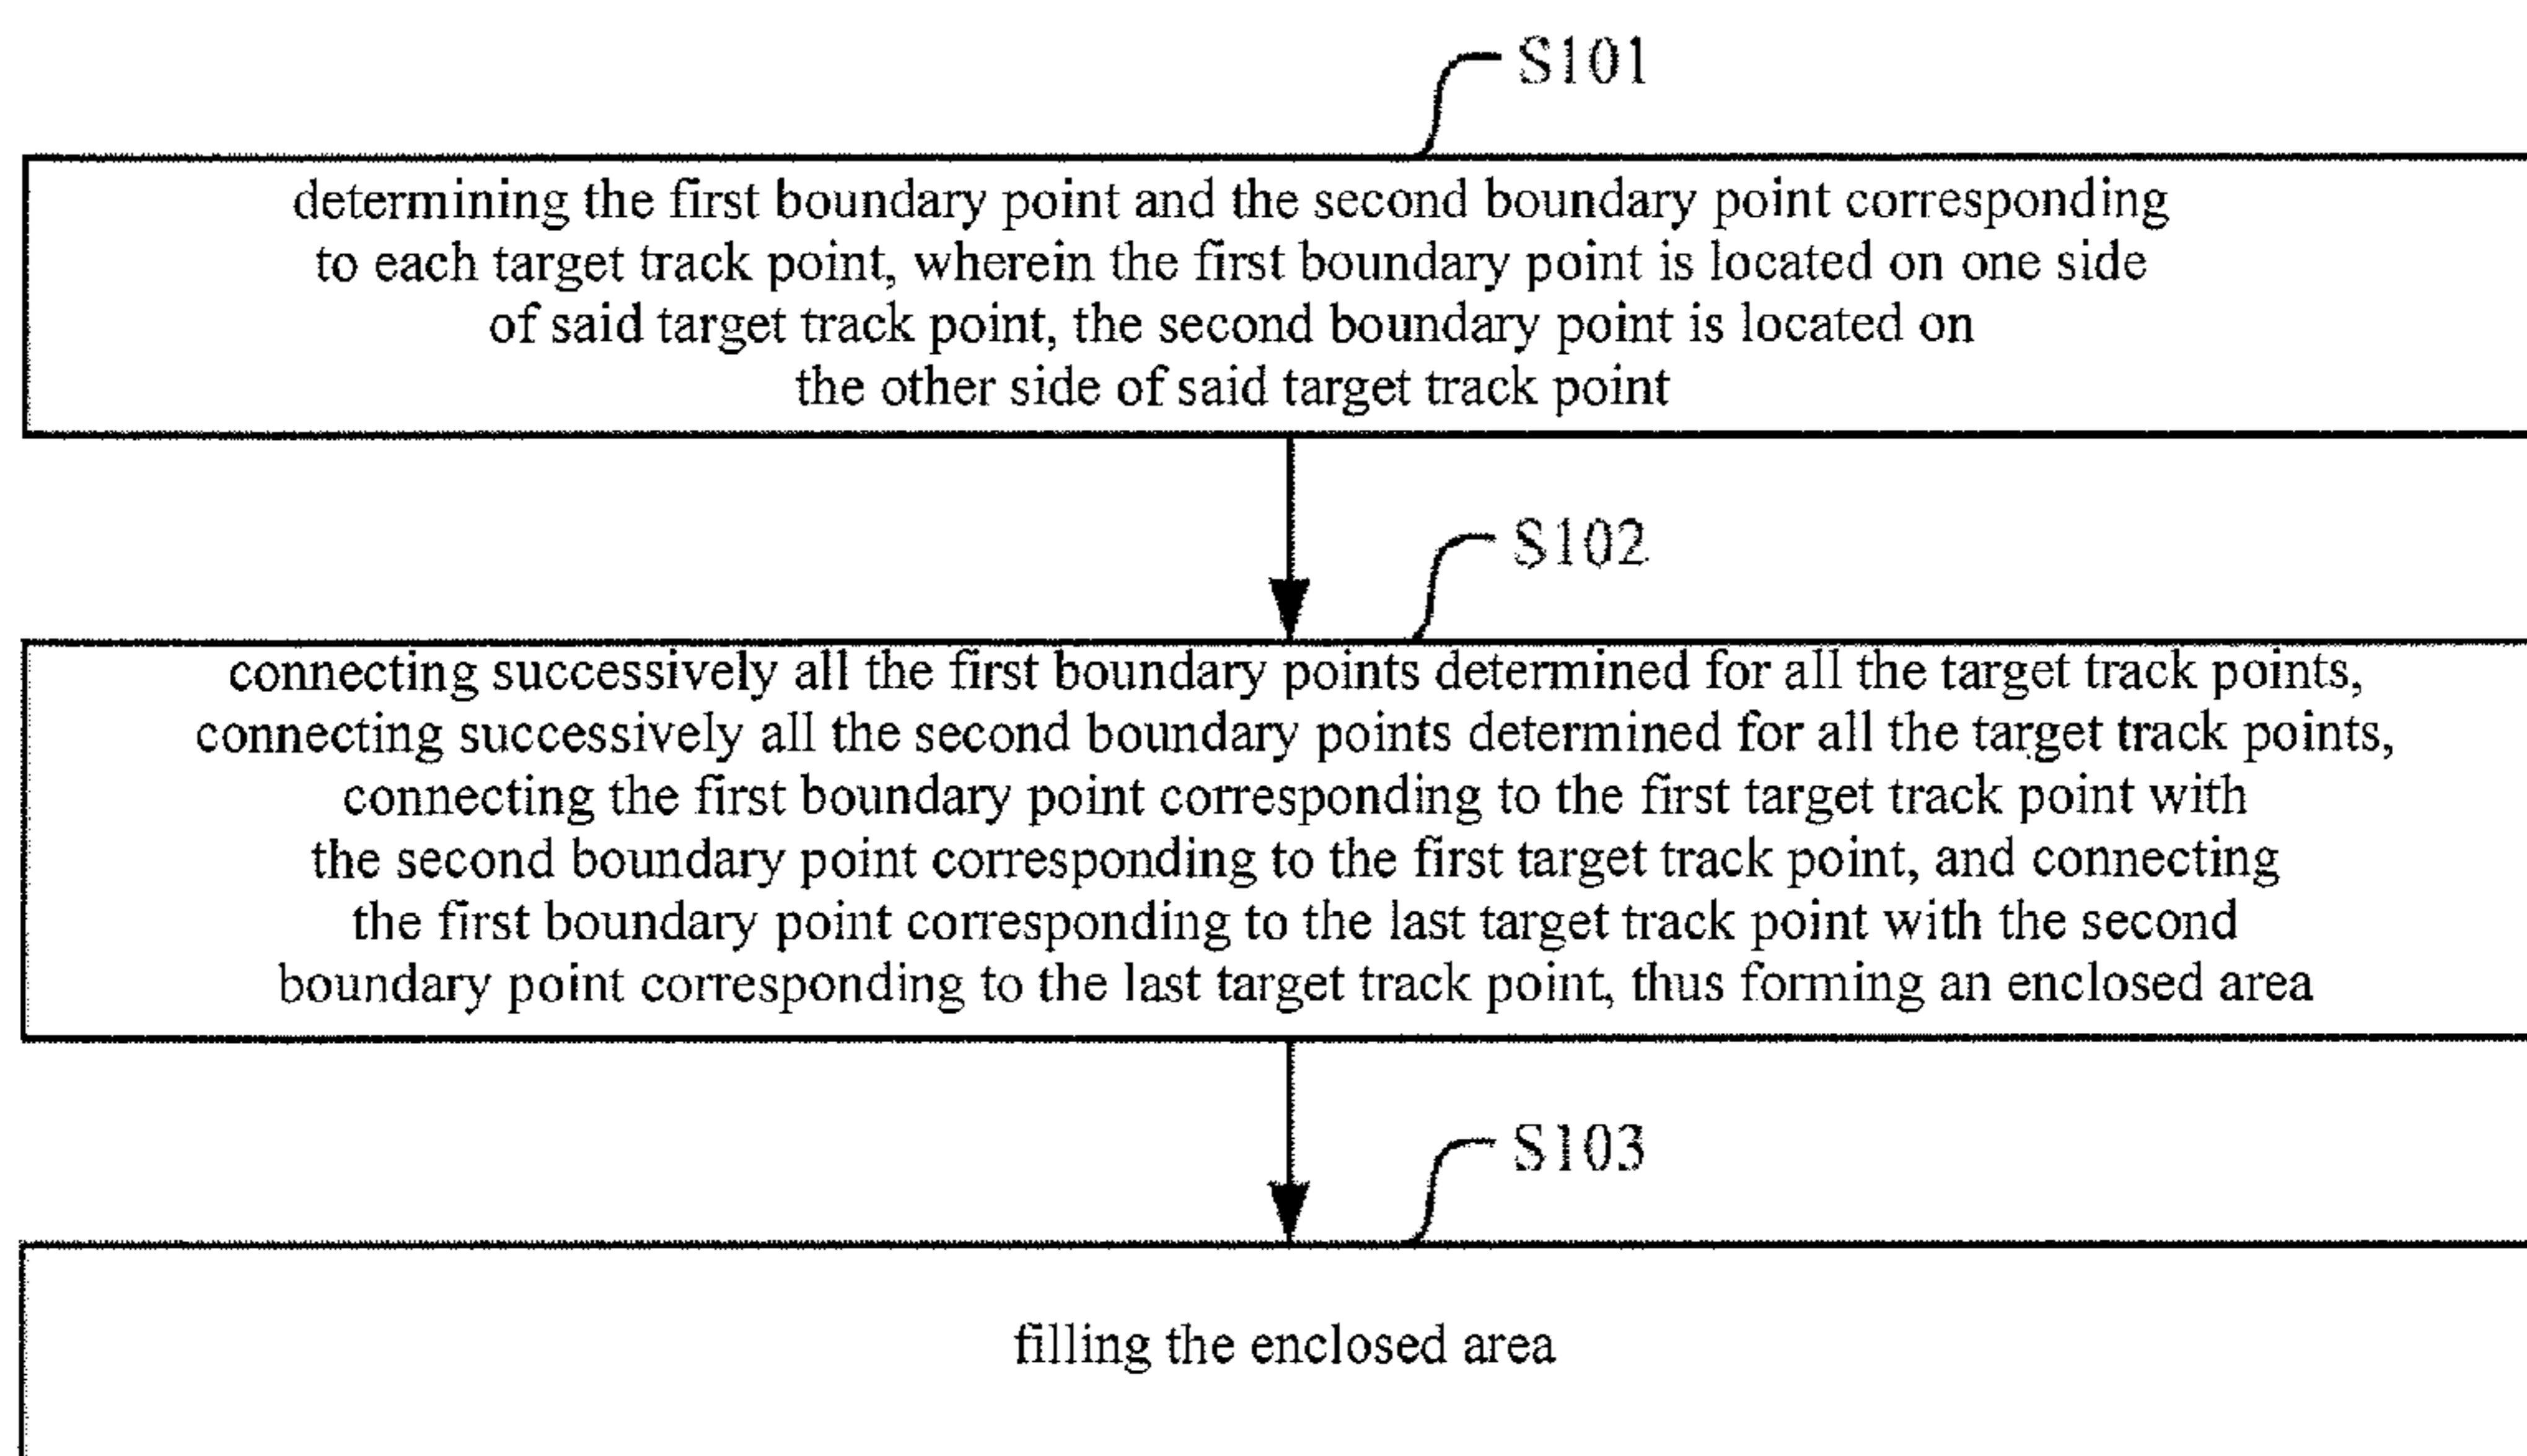 S101
determining the first boundary point and the second boundary point corresponding
to each target track point, wherein the first boundary point is located on one side
of said target track point, the second boundary point is located on
the other side of said target track point
S102
connecting successively all the first boundary points determined for all the target track points,
connecting successively all the second boundary points determined for all the target track points,
connecting the first boundary point corresponding to the first target track point with
the second boundary point corresponding to the first target track point, and connecting
the first boundary point corresponding to the last target track point with the second
boundary point corresponding to the last target track point, thus forming an enclosed area
S103
filling the enclosed area